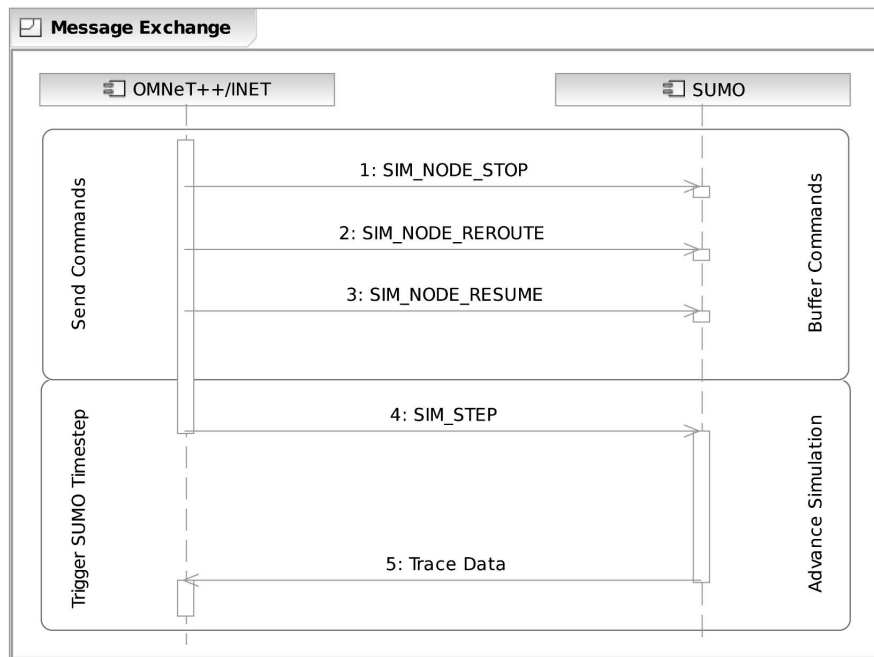 Message Exchange
OMNeT++/INET
SUMO
Send Commands
1: SIM_NODE_STOP
2: SIM_NODE_REROUTE
3: SIM_NODE_RESUME
Buffer Commands
Trigger SUMO Timestep
4: SIM_STEP
5: Trace Data
Advance Simulation